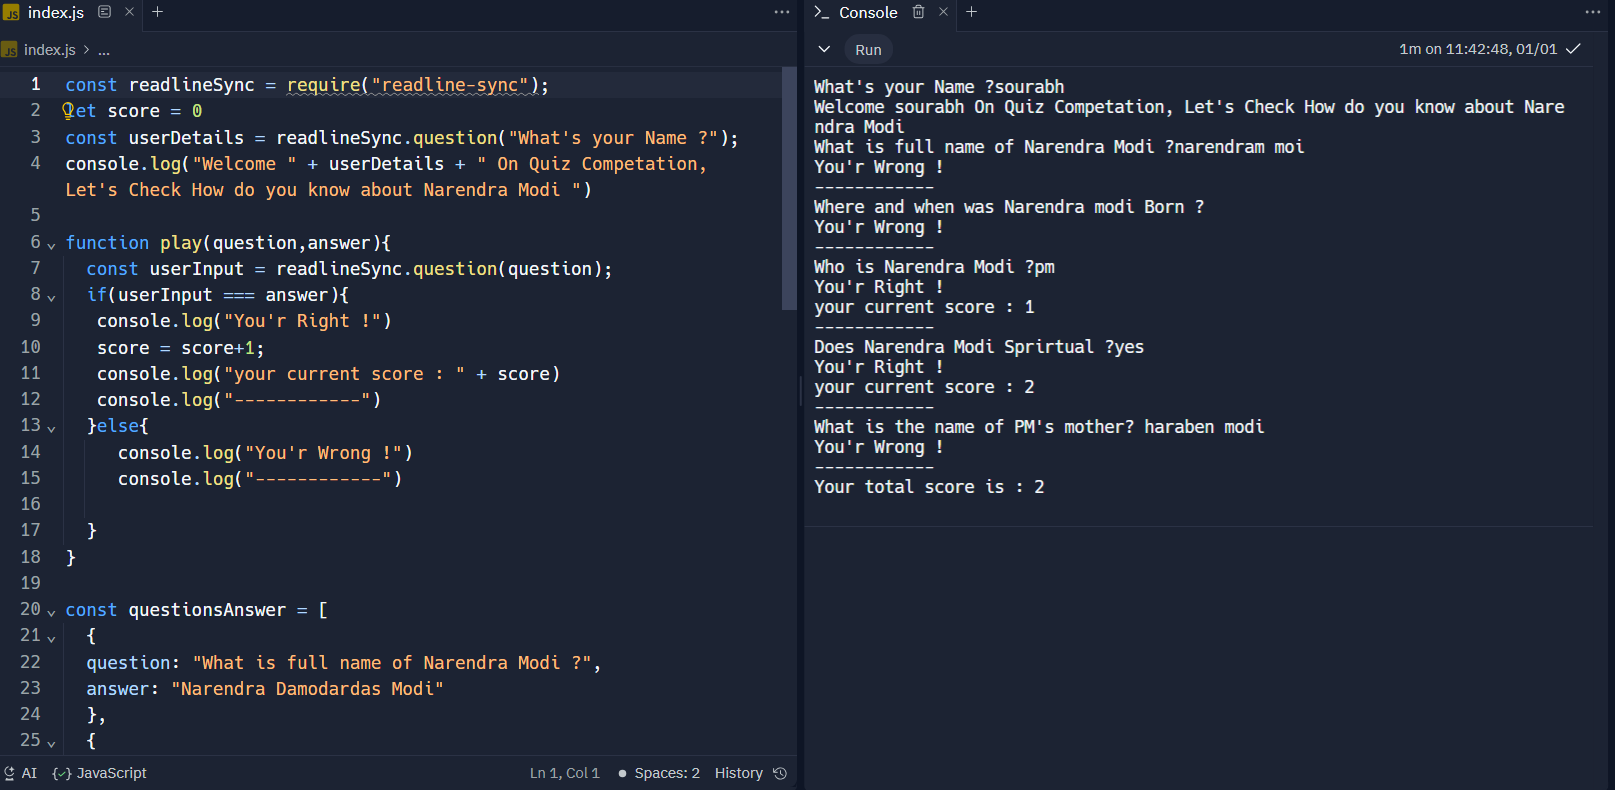 JS index.js
index.js > ...
1 const readlineSync = require("readline-sync");
2 let score = 0
3 const userDetails = readlineSync.question("What's your Name ?");
4 console.log("Welcome " + userDetails + " On Quiz Competation,
Let's Check How do you know about Narendra Modi ")
5
6 function play(question,answer){
7 const userInput = readlineSync.question(question);
8 if(userInput === answer){
9 console.log("You'r Right !")
10 score = score+1;
11 console.log("your current score : " + score)
12 console.log("------------")
13 }else{
14 console.log("You'r Wrong !")
15 console.log("------------")
16
17 }
18 }
19
20 const questionsAnswer = [
21 {
22 question: "What is full name of Narendra Modi ?",
23 answer: "Narendra Damodardas Modi"
24 },
25 {
AI {✓} JavaScript Ln 1, Col 1 Spaces: 2 History
Console
Run 1m on 11:42:48, 01/01
What's your Name ?sourabh
Welcome sourabh On Quiz Competation, Let's Check How do you know about Nare
ndra Modi
What is full name of Narendra Modi ?narendram moi
You'r Wrong !
------------
Where and when was Narendra modi Born ?
You'r Wrong !
------------
Who is Narendra Modi ?pm
You'r Right !
your current score : 1
------------
Does Narendra Modi Sprirtual ?yes
You'r Right !
your current score : 2
------------
What is the name of PM's mother? haraben modi
You'r Wrong !
------------
Your total score is : 2